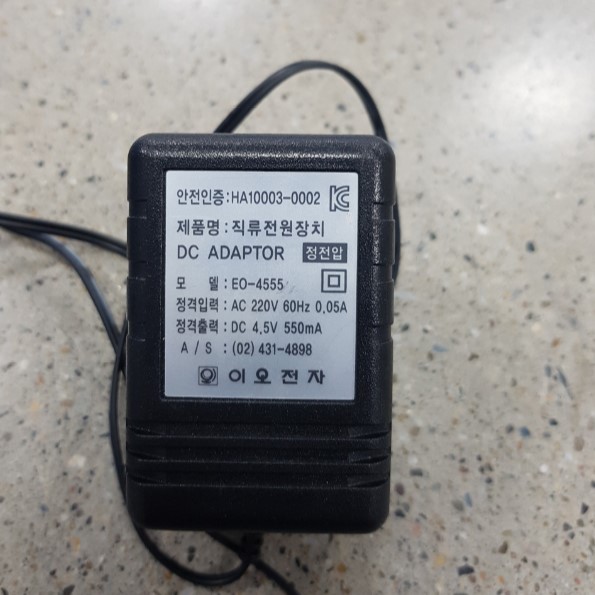 안전인증:HA10003-0002
제품명:직류전원장치
DC ADAPTOR 정전압
모 델:EO-4555
정격입력:AC 220V 60Hz 0,05A
정격출력:DC 4,5V 550mA
A / S :(02) 431-4898
이오전자